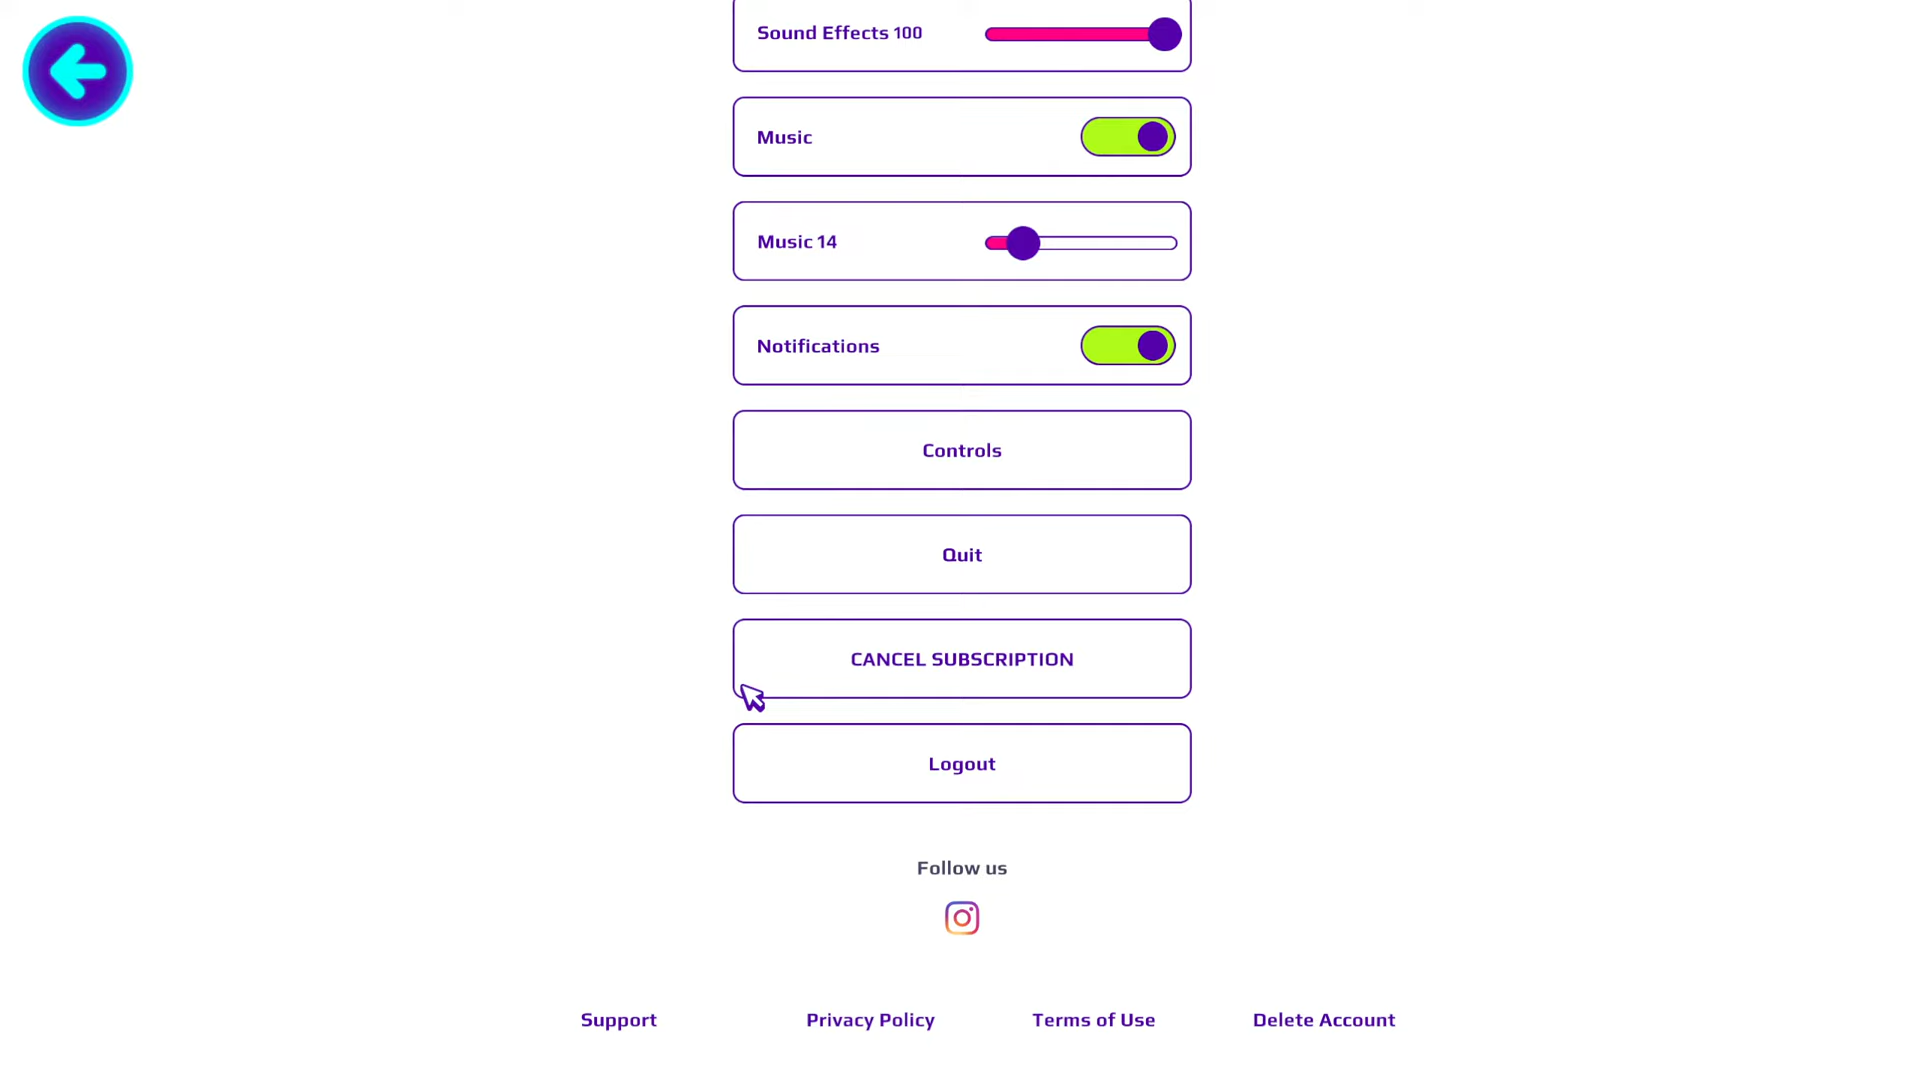 Sound Effects 100
Music
Music 14
Notifications
Controls
Quit
CANCEL SUBSCRIPTION
Logout
Follow us
Support Privacy Policy Terms of Use Delete Account